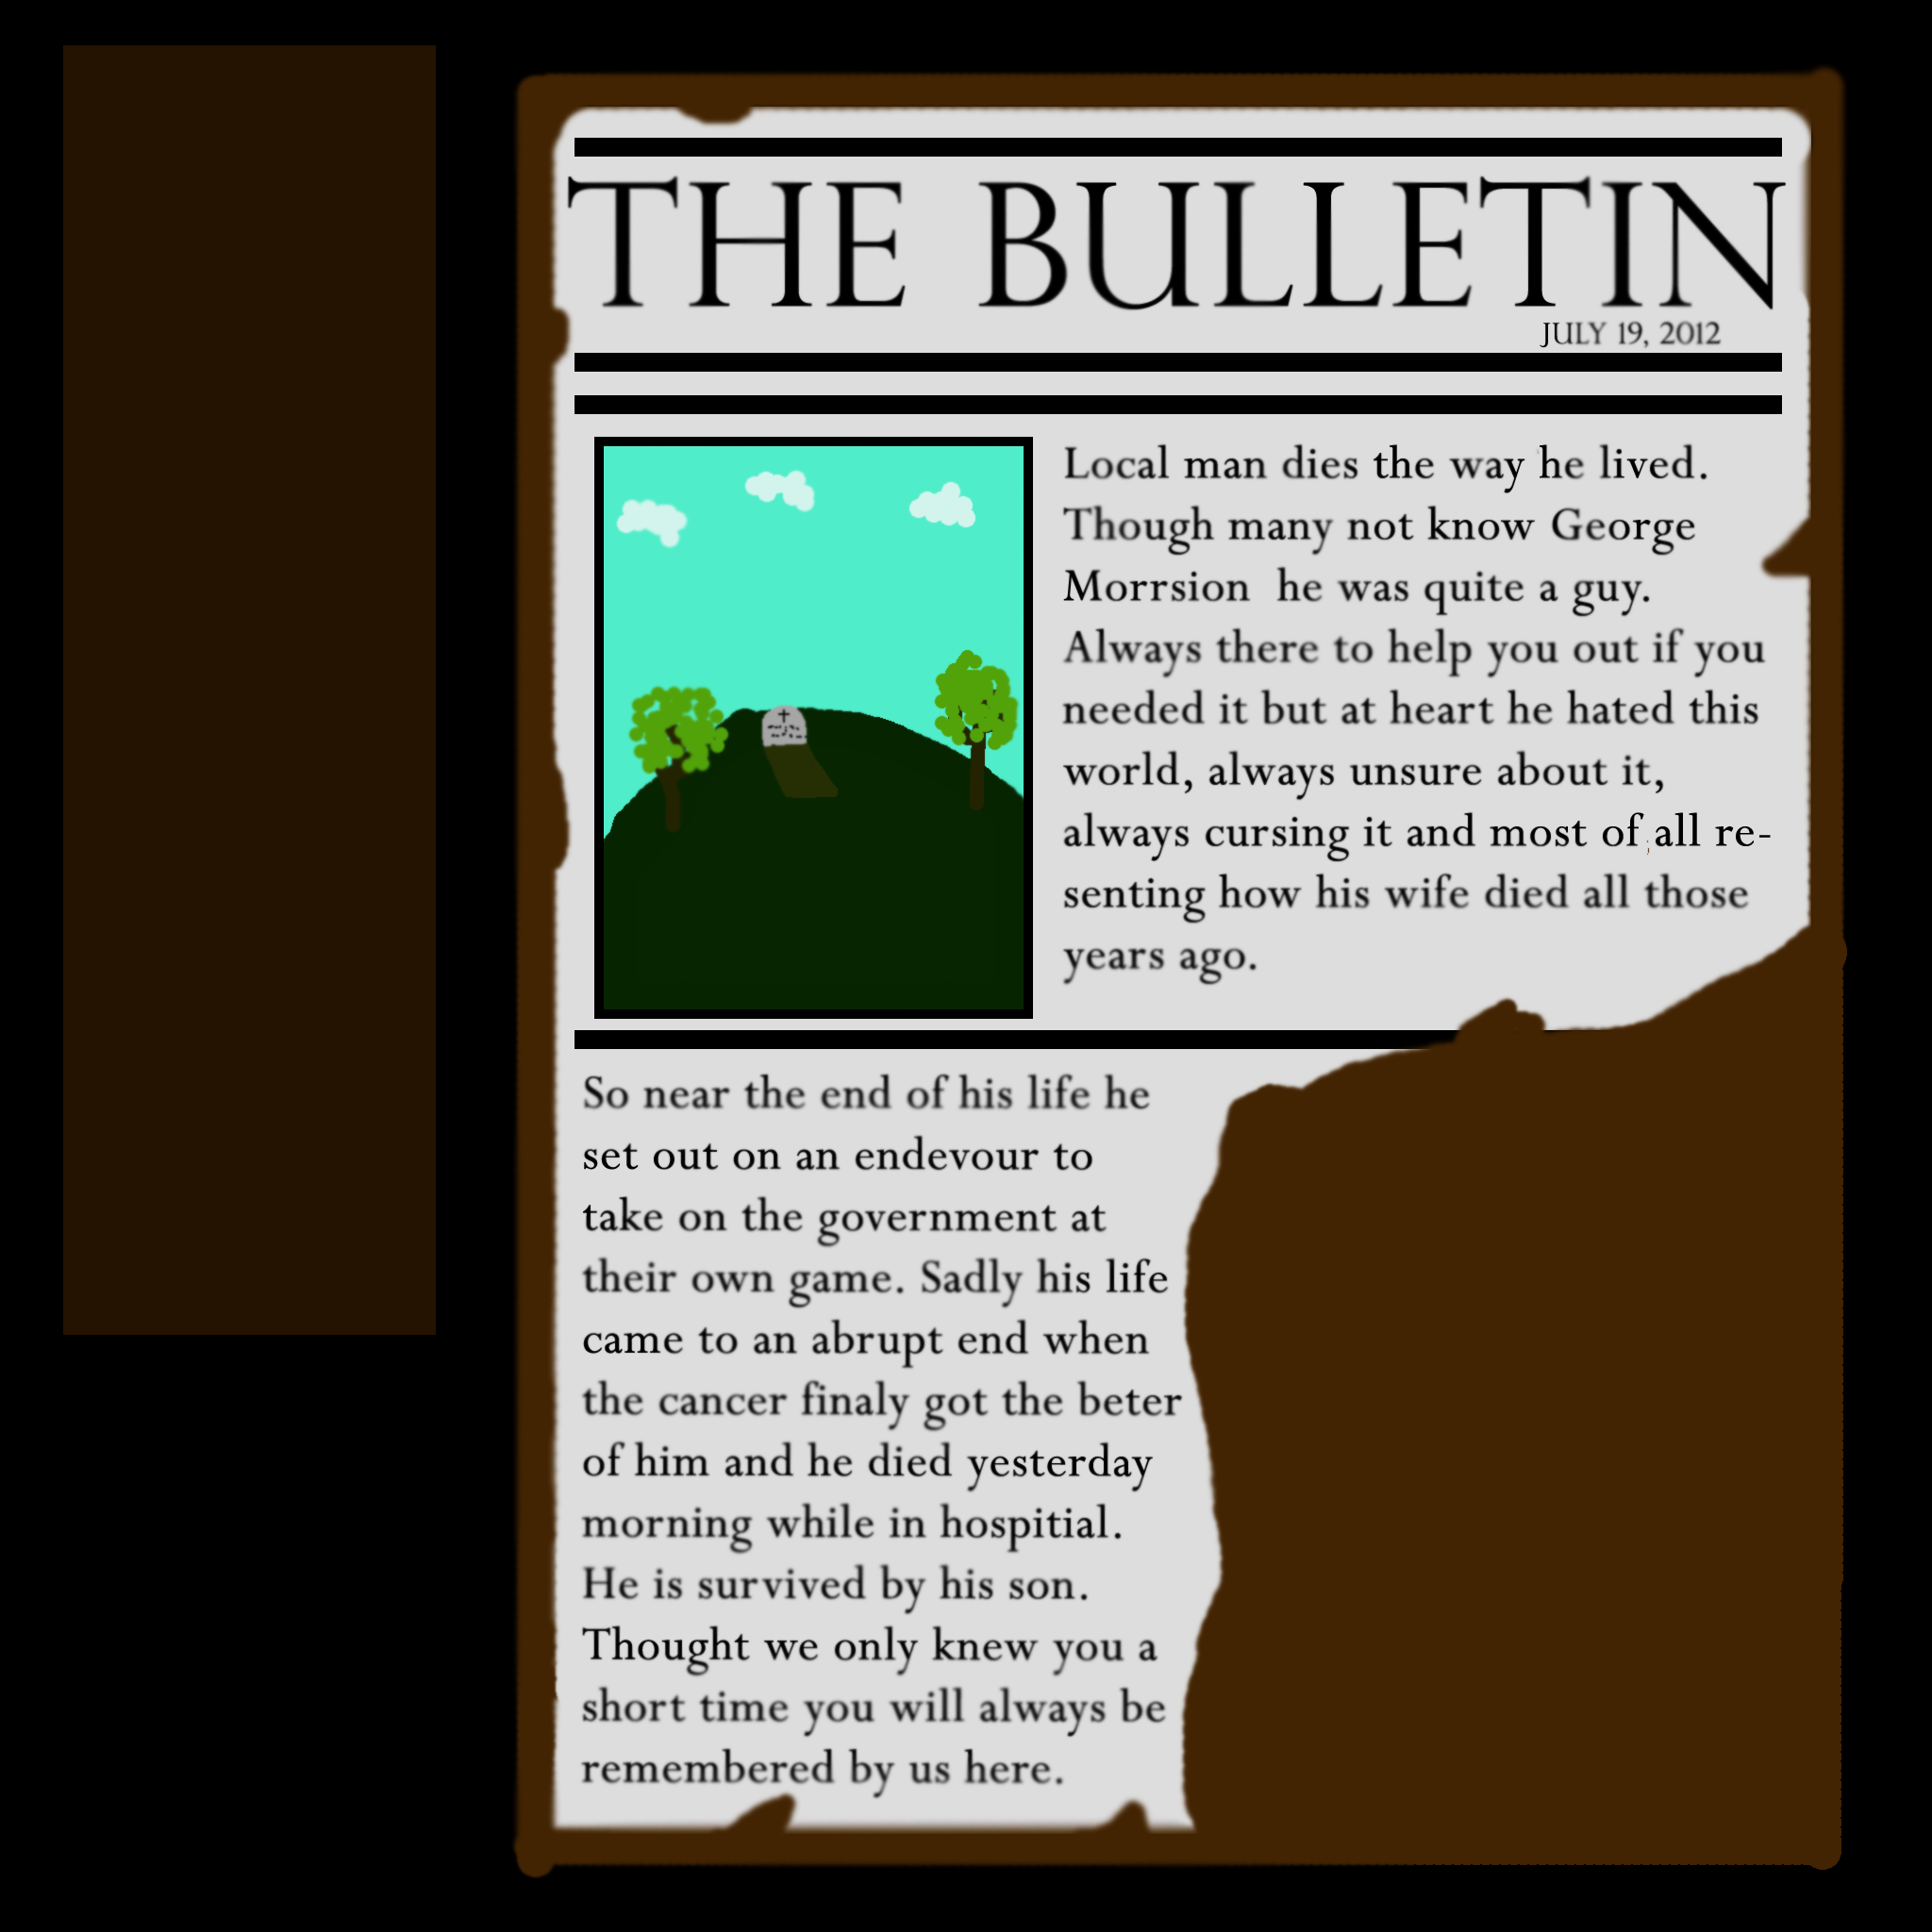 THE BULLETIN
JULY 19, 2012
Local man dies the way he lived.
Though many not know George
Morrsion he was quite a guy.
Always there to help you out if you
needed it but at heart he hated this
world, always unsure about it,
always cursing it and most of all re-
senting how his wife died all those
years ago.
So near the end of his life he
set out on an endevour to
take on the government at
their own game. Sadly his life
came to an abrupt end when
the cancer finaly got the beter
of him and he died yesterday
morning while in hospitial.
He is survived by his son.
Thought we only knew you a
short time you will always be
remembered by us here.